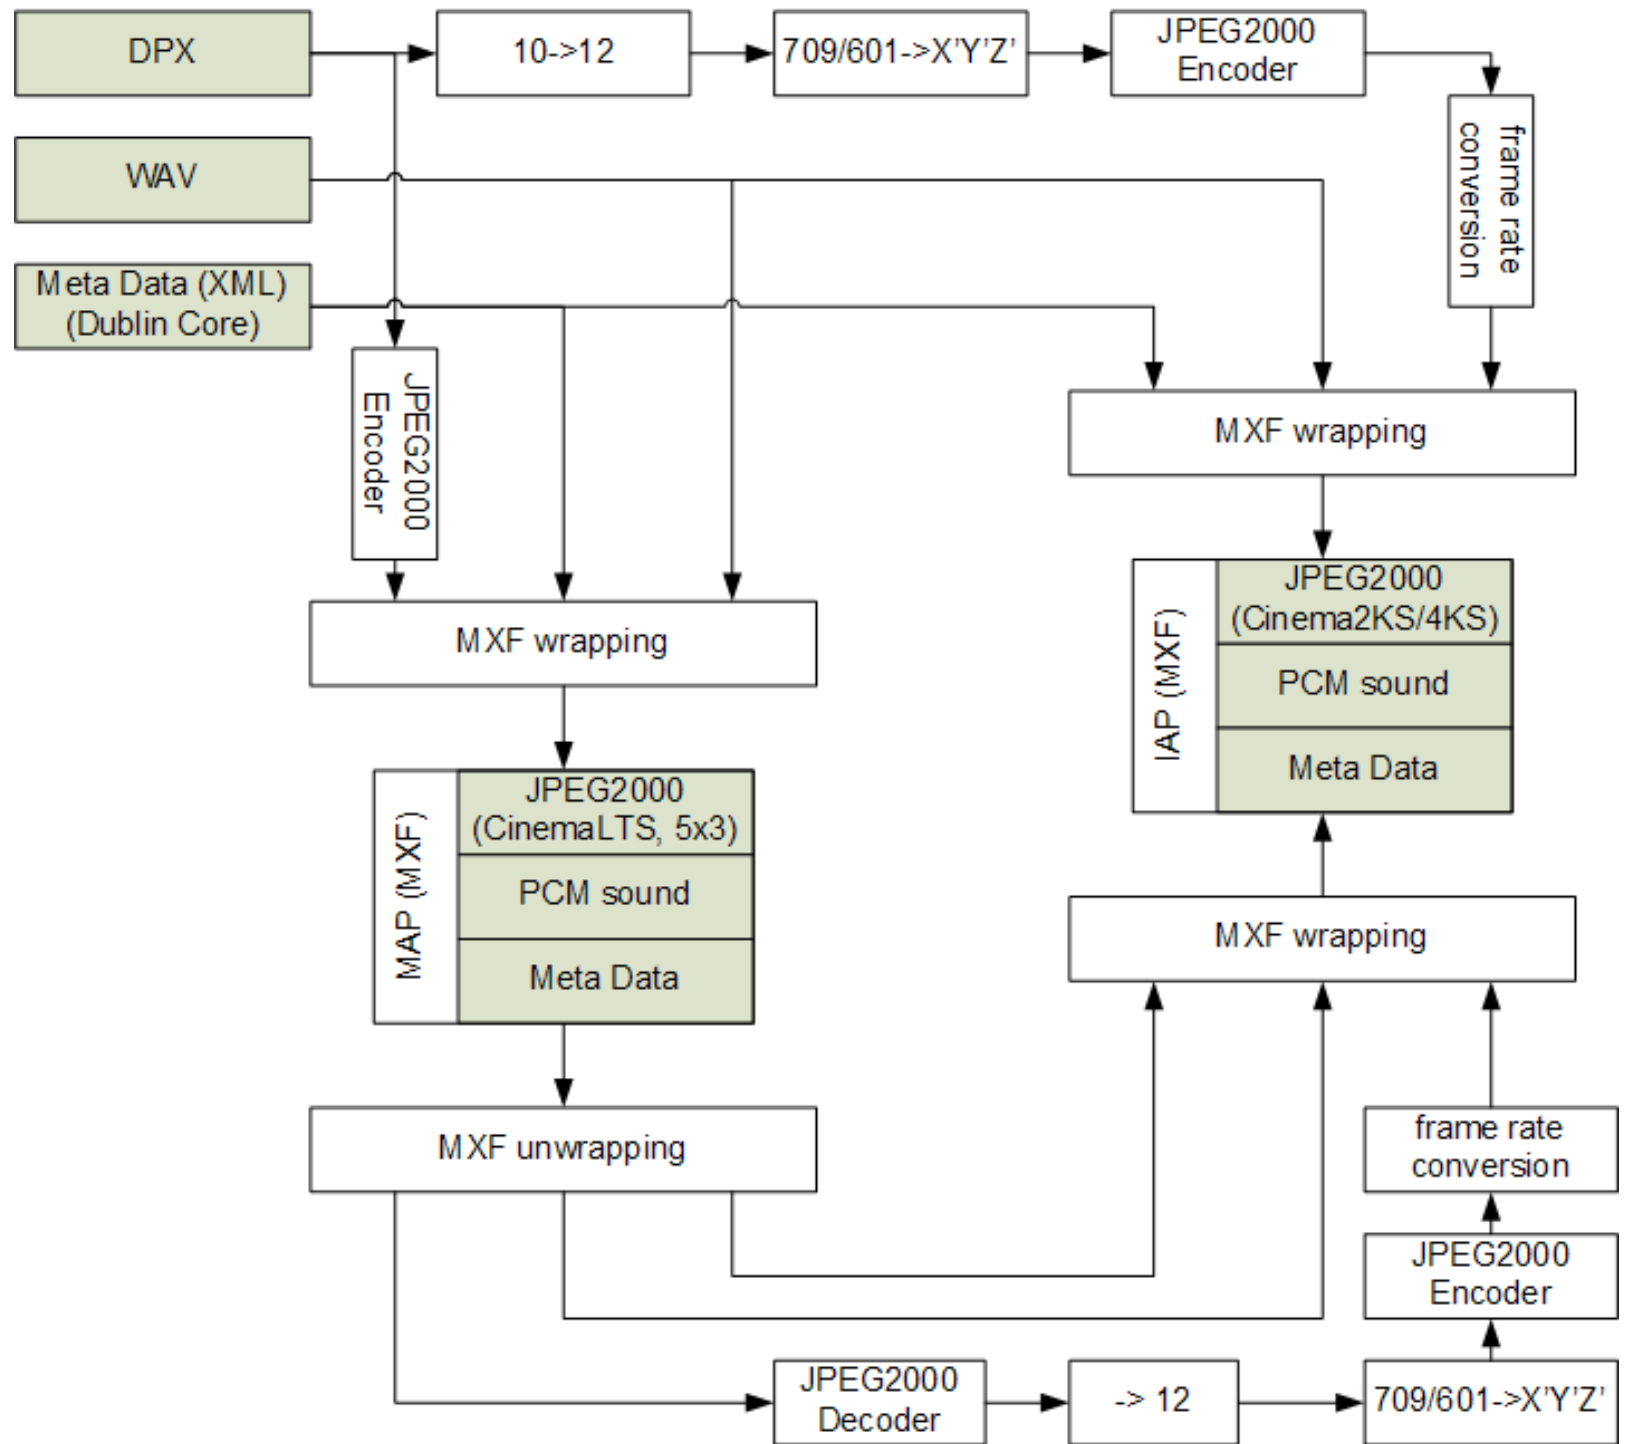 DPX
10->12
709/601->X'Y'Z'
JPEG2000
Encoder
frame rate
conversion
WAV
Meta Data (XML)
(Dublin Core)
JPEG2000
Encoder
MXF wrapping
MXF wrapping
IAP (MXF)
JPEG2000
(Cinema2KS/4KS)
PCM sound
Meta Data
MAP (MXF)
JPEG2000
(CinemaLTS, 5x3)
PCM sound
Meta Data
MXF wrapping
MXF unwrapping
frame rate
conversion
JPEG2000
Encoder
JPEG2000
Decoder
-> 12
709/601->X'Y'Z'